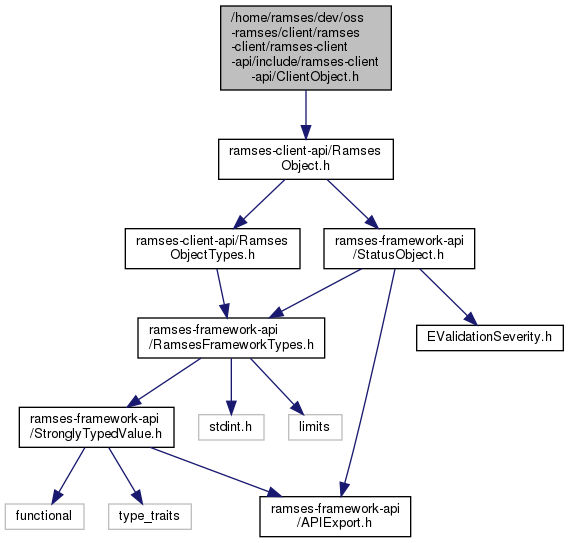 /home/ramses/dev/oss
-ramses/client/ramses
-client/ramses-client
-api/include/ramses-client
-api/ClientObject.h
ramses-client-api/Ramses
Object.h
ramses-client-api/Ramses
ObjectTypes.h
ramses-framework-api
/StatusObject.h
ramses-framework-api
/RamsesFrameworkTypes.h
EValidationSeverity.h
ramses-framework-api
/StronglyTypedValue.h
stdint.h
limits
functional
type_traits
ramses-framework-api
/APIExport.h